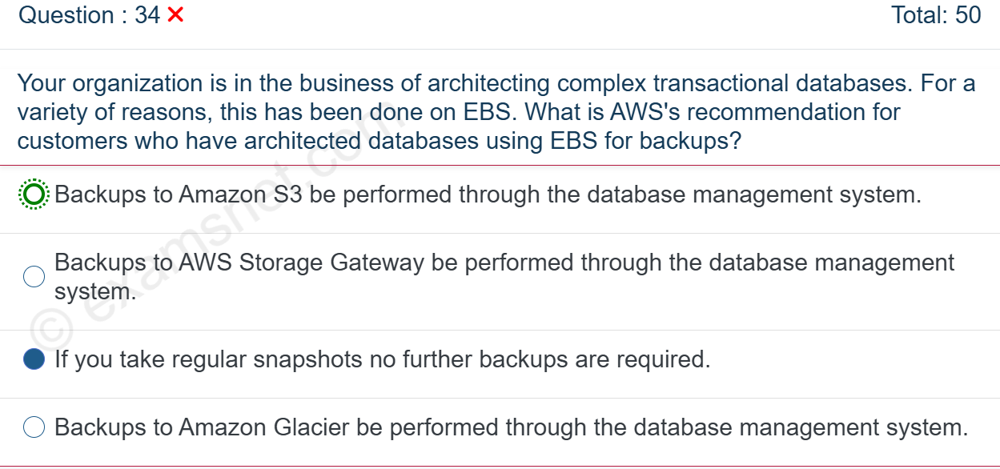 Question : 34 ❌ Total: 50
Your organization is in the business of architecting complex transactional databases. For a
variety of reasons, this has been done on EBS. What is AWS's recommendation for
customers who have architected databases using EBS for backups?
Backups to Amazon S3 be performed through the database management system.
Backups to AWS Storage Gateway be performed through the database management
system.
If you take regular snapshots no further backups are required.
Backups to Amazon Glacier be performed through the database management system.
© examsnet.com